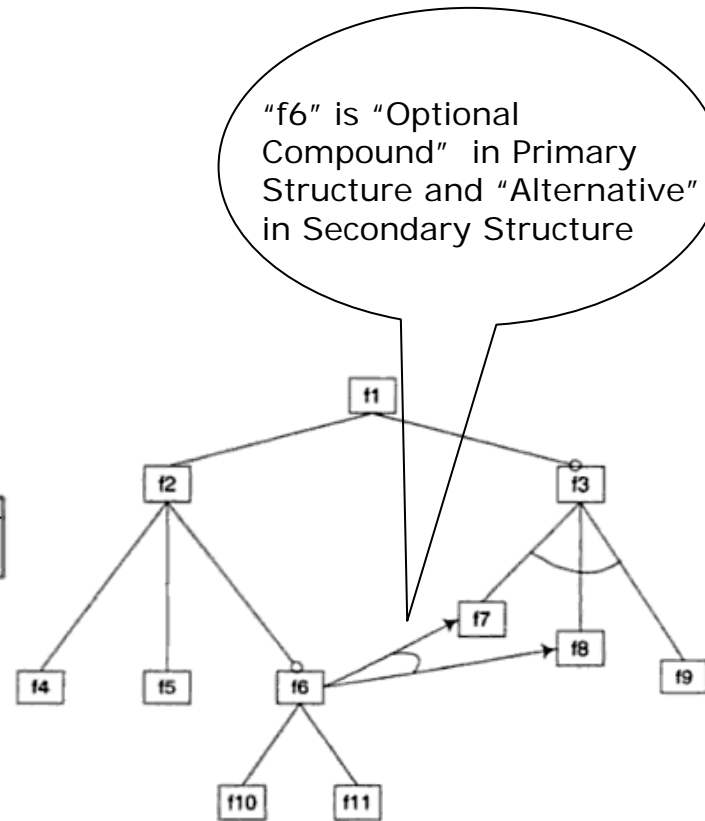 “f6” is “Optional
Compound” in Primary
Structure and “Alternative”
in Secondary Structure
f1
f2
f3
f7
f8
f4
f5
f6
f9
f10
f11